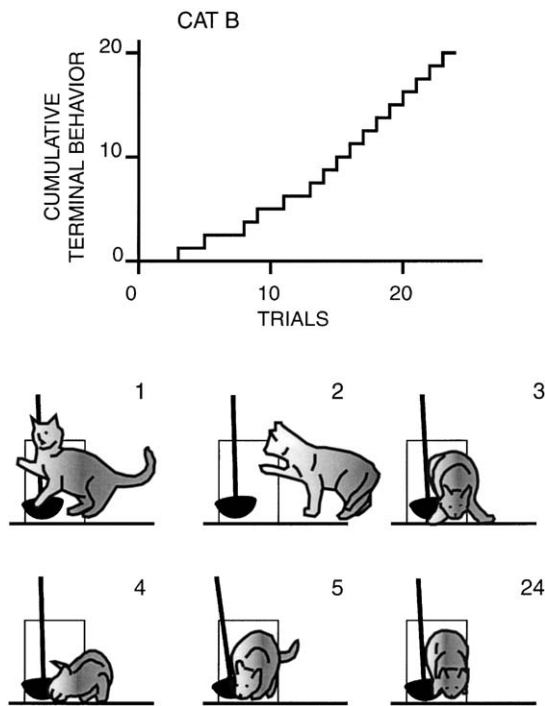 CAT B
CUMULATIVE
TERMINAL BEHAVIOR
20
10
0
0 10 20
TRIALS
1 2 3
4 5 24